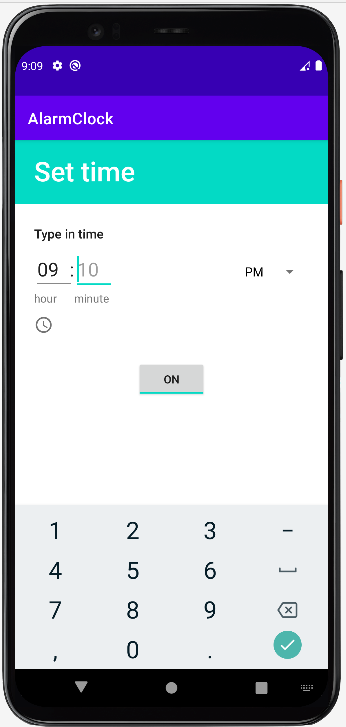 9:09
AlarmClock
Set time
Type in time
09 : 10 PM
hour minute
ON
1 2 3 –
4 5 6
7 8 9
, 0 .